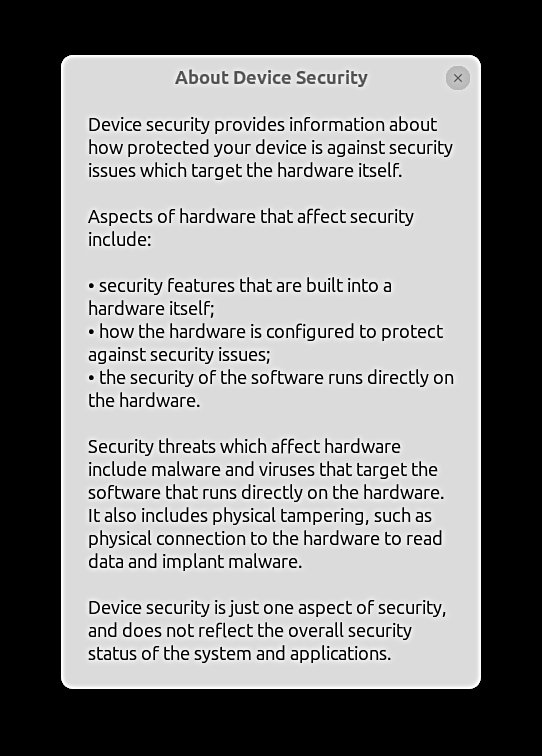 About Device Security
Device security provides information about
how protected your device is against security
issues which target the hardware itself.
Aspects of hardware that affect security
include:
• security features that are built into a
hardware itself;
• how the hardware is configured to protect
against security issues;
• the security of the software runs directly on
the hardware.
Security threats which affect hardware
include malware and viruses that target the
software that runs directly on the hardware.
It also includes physical tampering, such as
physical connection to the hardware to read
data and implant malware.
Device security is just one aspect of security,
and does not reflect the overall security
status of the system and applications.